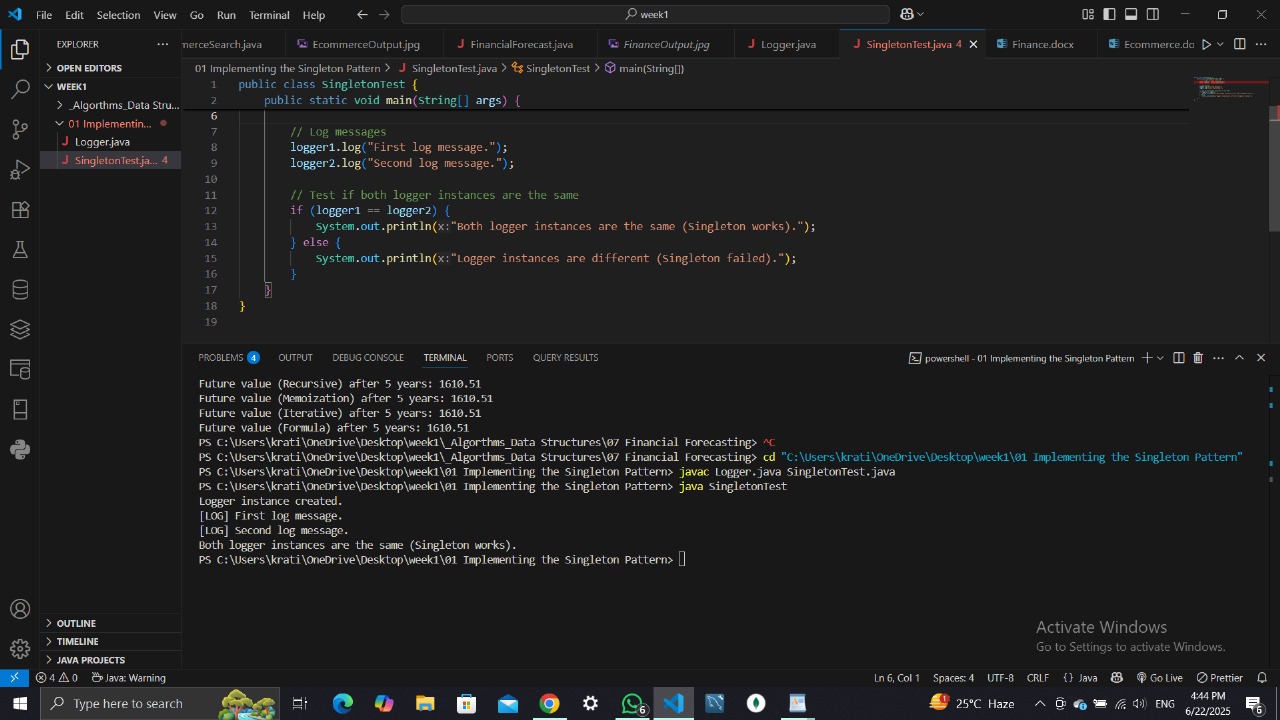 File Edit Selection View Go Run Terminal Help
week1
EXPLORER
merceSearch.java
EcommerceOutput.jpg
FinancialForecast.java
FinanceOutput.jpg
Logger.java
SingletonTest.java 4
Finance.docx
Ecommerce.do
OPEN EDITORS
WEEK1
_Algorthms_Data Stru...
01 Implementin...
Logger.java
SingletonTest.ja... 4
01 Implementing the Singleton Pattern > SingletonTest.java > SingletonTest > main(String[])
1 public class SingletonTest {
2 public static void main(String[] args) {
6
7 // Log messages
8 logger1.log("First log message.");
9 logger2.log("Second log message.");
10
11 // Test if both logger instances are the same
12 if (logger1 == logger2) {
13 System.out.println(x:"Both logger instances are the same (Singleton works).");
14 } else {
15 System.out.println(x:"Logger instances are different (Singleton failed).");
16 }
17 }
18 }
19
PROBLEMS 4 OUTPUT DEBUG CONSOLE TERMINAL PORTS QUERY RESULTS
powershell - 01 Implementing the Singleton Pattern
Future value (Recursive) after 5 years: 1610.51
Future value (Memoization) after 5 years: 1610.51
Future value (Iterative) after 5 years: 1610.51
Future value (Formula) after 5 years: 1610.51
PS C:\Users\krati\OneDrive\Desktop\week1\_Algorthms_Data Structures\07 Financial Forecasting> ^C
PS C:\Users\krati\OneDrive\Desktop\week1\_Algorthms_Data Structures\07 Financial Forecasting> cd "C:\Users\krati\OneDrive\Desktop\week1\01 Implementing the Singleton Pattern"
PS C:\Users\krati\OneDrive\Desktop\week1\01 Implementing the Singleton Pattern> javac Logger.java SingletonTest.java
PS C:\Users\krati\OneDrive\Desktop\week1\01 Implementing the Singleton Pattern> java SingletonTest
Logger instance created.
[LOG] First log message.
[LOG] Second log message.
Both logger instances are the same (Singleton works).
PS C:\Users\krati\OneDrive\Desktop\week1\01 Implementing the Singleton Pattern>
OUTLINE
TIMELINE
JAVA PROJECTS
Activate Windows
Go to Settings to activate Windows.
4 0 Java: Warning
Ln 6, Col 1 Spaces: 4 UTF-8 CRLF {} Java Go Live Prettier
Type here to search
6
25°C Haze
ENG
4:44 PM
6/22/2025
6